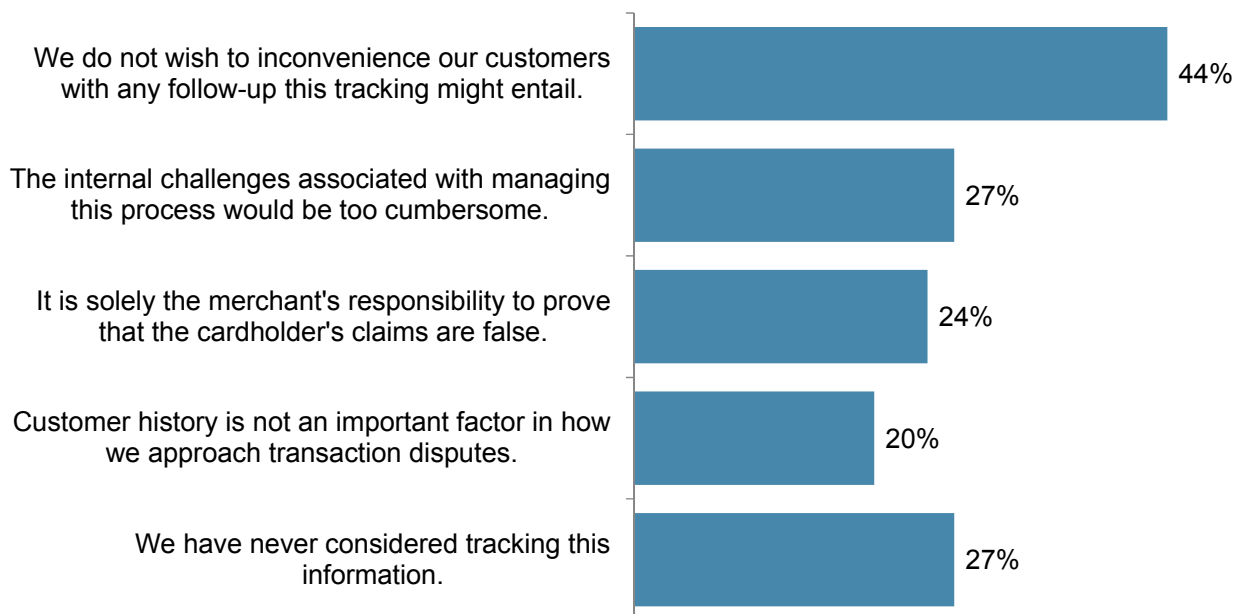 We do not wish to inconvenience our customers
with any follow-up this tracking might entail.
44%
The internal challenges associated with managing
this process would be too cumbersome.
27%
It is solely the merchant's responsibility to prove
that the cardholder's claims are false.
24%
Customer history is not an important factor in how
we approach transaction disputes.
20%
We have never considered tracking this
information.
27%